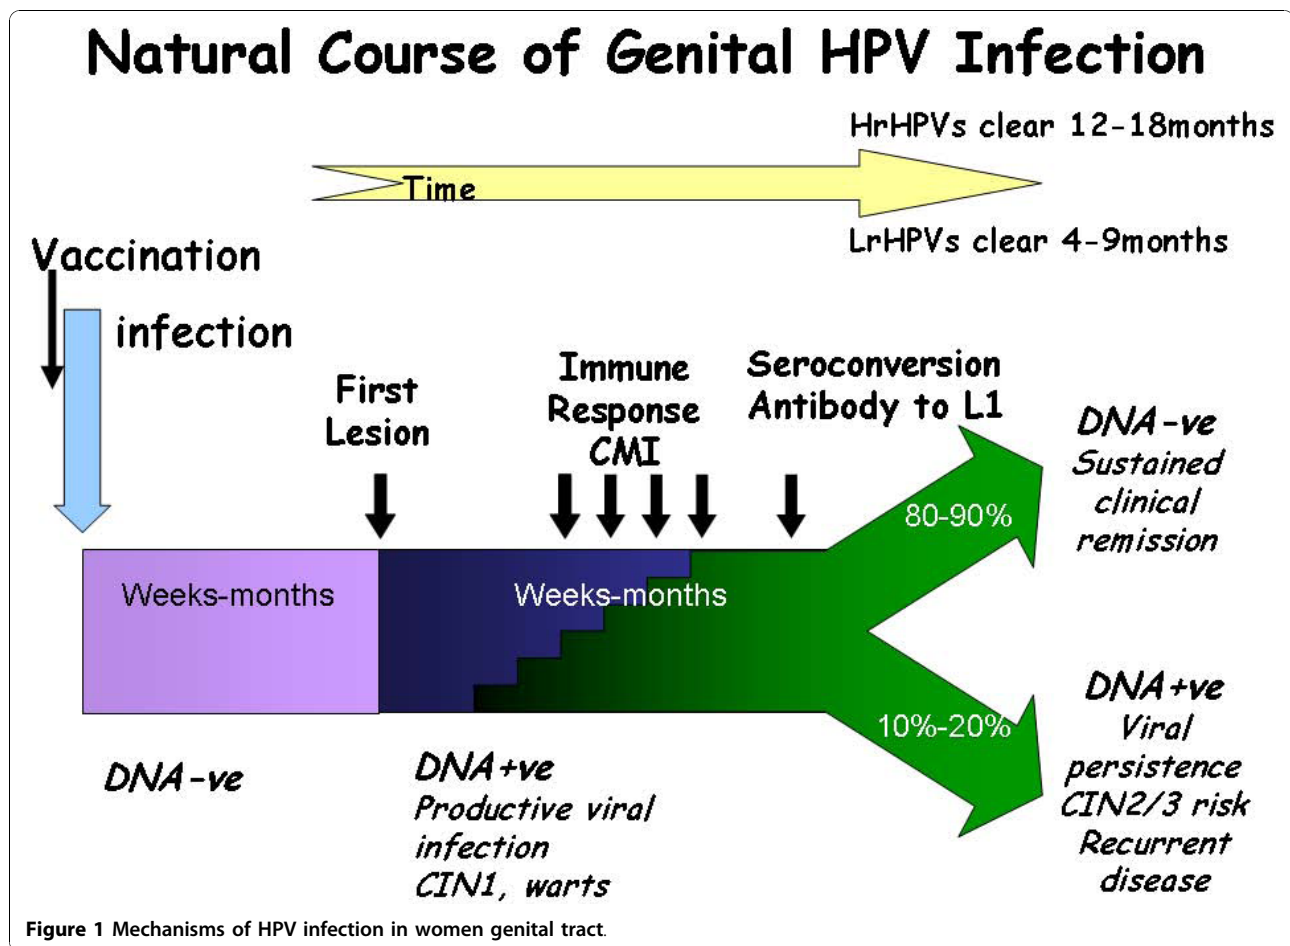 Natural Course of Genital HPV Infection
HrHPVs clear 12-18months
Time
LrHPVs clear 4-9months
Vaccination
infection
First
Lesion
Immune
Response
CMI
Seroconversion
Antibody to L1
DNA-ve
Sustained
clinical
remission
80-90%
Weeks-months
Weeks-months
10%-20%
DNA+ve
Viral
persistence
CIN2/3 risk
Recurrent
disease
DNA-ve
DNA+ve
Productive viral
infection
CIN1, warts
Figure 1 Mechanisms of HPV infection in women genital tract.